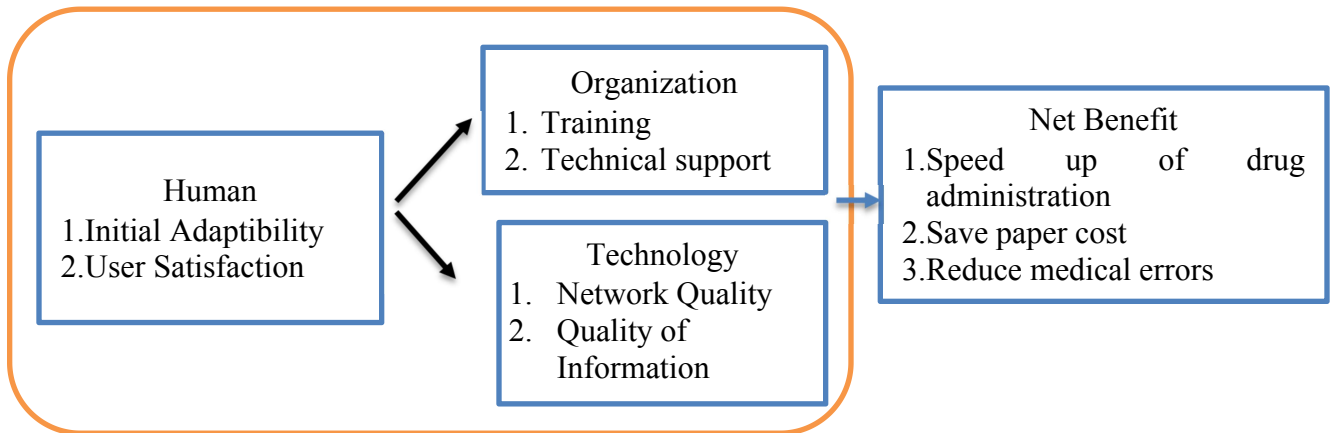 Human
1.Initial Adaptibility
2.User Satisfaction
Organization
1. Training
2. Technical support
Technology
1. Network Quality
2. Quality of
Information
Net Benefit
1.Speed up of drug
administration
2.Save paper cost
3.Reduce medical errors